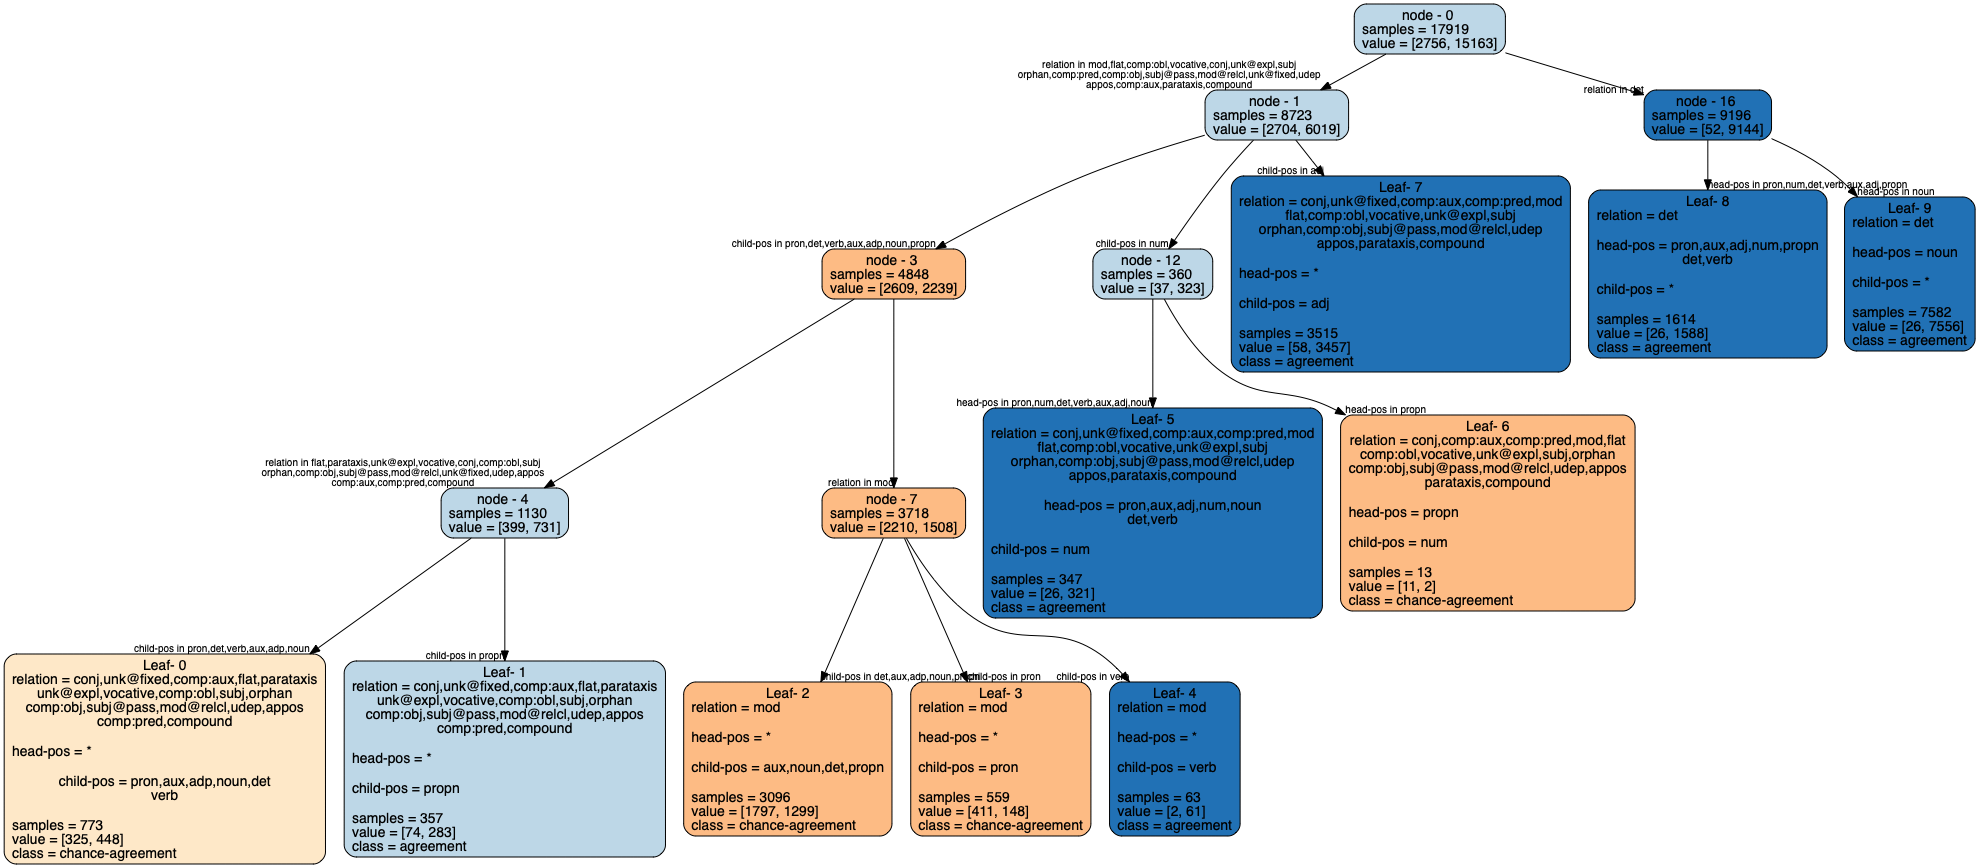 node - 0
samples = 17919
value = [2756, 15163]
relation in mod,flat,comp:obl,vocative,conj,unk@expl,subj
orphan,comp:pred,comp:obj,subj@pass,mod@relcl,unk@fixed,udep
appos,comp:aux,parataxis,compound
relation in det
node - 1
samples = 8723
value = [2704, 6019]
node - 16
samples = 9196
value = [52, 9144]
child-pos in adj
Leaf- 7
relation = conj,unk@fixed,comp:aux,comp:pred,mod
flat,comp:obl,vocative,unk@expl,subj
orphan,comp:obj,subj@pass,mod@relcl,udep
appos,parataxis,compound
head-pos = *
child-pos = adj
samples = 3515
value = [58, 3457]
class = agreement
head-pos in pron,num,det,verb,aux,adj,propn
Leaf- 8
relation = det
head-pos = pron,aux,adj,num,propn
det,verb
child-pos = *
samples = 1614
value = [26, 1588]
class = agreement
head-pos in noun
Leaf- 9
relation = det
head-pos = noun
child-pos = *
samples = 7582
value = [26, 7556]
class = agreement
child-pos in pron,det,verb,aux,adp,noun,propn
node - 3
samples = 4848
value = [2609, 2239]
child-pos in num
node - 12
samples = 360
value = [37, 323]
head-pos in pron,num,det,verb,aux,adj,noun
Leaf- 5
relation = conj,unk@fixed,comp:aux,comp:pred,mod
flat,comp:obl,vocative,unk@expl,subj
orphan,comp:obj,subj@pass,mod@relcl,udep
appos,parataxis,compound
head-pos = pron,aux,adj,num,noun
det,verb
child-pos = num
samples = 347
value = [26, 321]
class = agreement
head-pos in propn
Leaf- 6
relation = conj,comp:aux,comp:pred,mod,flat
comp:obl,vocative,unk@expl,subj,orphan
comp:obj,subj@pass,mod@relcl,udep,appos
parataxis,compound
head-pos = propn
child-pos = num
samples = 13
value = [11, 2]
class = chance-agreement
relation in flat,parataxis,unk@expl,vocative,conj,comp:obl,subj
orphan,comp:obj,subj@pass,mod@relcl,unk@fixed,udep,appos
comp:aux,comp:pred,compound
node - 4
samples = 1130
value = [399, 731]
relation in mod
node - 7
samples = 3718
value = [2210, 1508]
child-pos in pron,det,verb,aux,adp,noun
Leaf- 0
relation = conj,unk@fixed,comp:aux,flat,parataxis
unk@expl,vocative,comp:obl,subj,orphan
comp:obj,subj@pass,mod@relcl,udep,appos
comp:pred,compound
head-pos = *
child-pos = pron,aux,adp,noun,det
verb
samples = 773
value = [325, 448]
class = chance-agreement
child-pos in propn
Leaf- 1
relation = conj,unk@fixed,comp:aux,flat,parataxis
unk@expl,vocative,comp:obl,subj,orphan
comp:obj,subj@pass,mod@relcl,udep,appos
comp:pred,compound
head-pos = *
child-pos = propn
samples = 357
value = [74, 283]
class = agreement
child-pos in det,aux,adp,noun,propn
Leaf- 2
relation = mod
head-pos = *
child-pos = aux,noun,det,propn
samples = 3096
value = [1797, 1299]
class = chance-agreement
child-pos in pron
Leaf- 3
relation = mod
head-pos = *
child-pos = pron
samples = 559
value = [411, 148]
class = chance-agreement
child-pos in verb
Leaf- 4
relation = mod
head-pos = *
child-pos = verb
samples = 63
value = [2, 61]
class = agreement